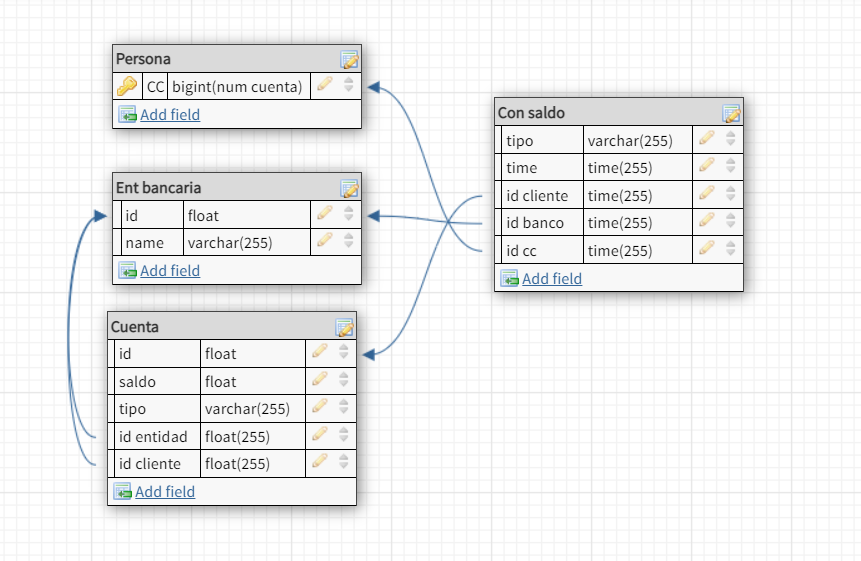 Persona
CC bigint(num cuenta)
Add field
Ent bancaria
id float
name varchar(255)
Add field
Cuenta
id float
saldo float
tipo varchar(255)
id entidad float(255)
id cliente float(255)
Add field
Con saldo
tipo varchar(255)
time time(255)
id cliente time(255)
id banco time(255)
id cc time(255)
Add field